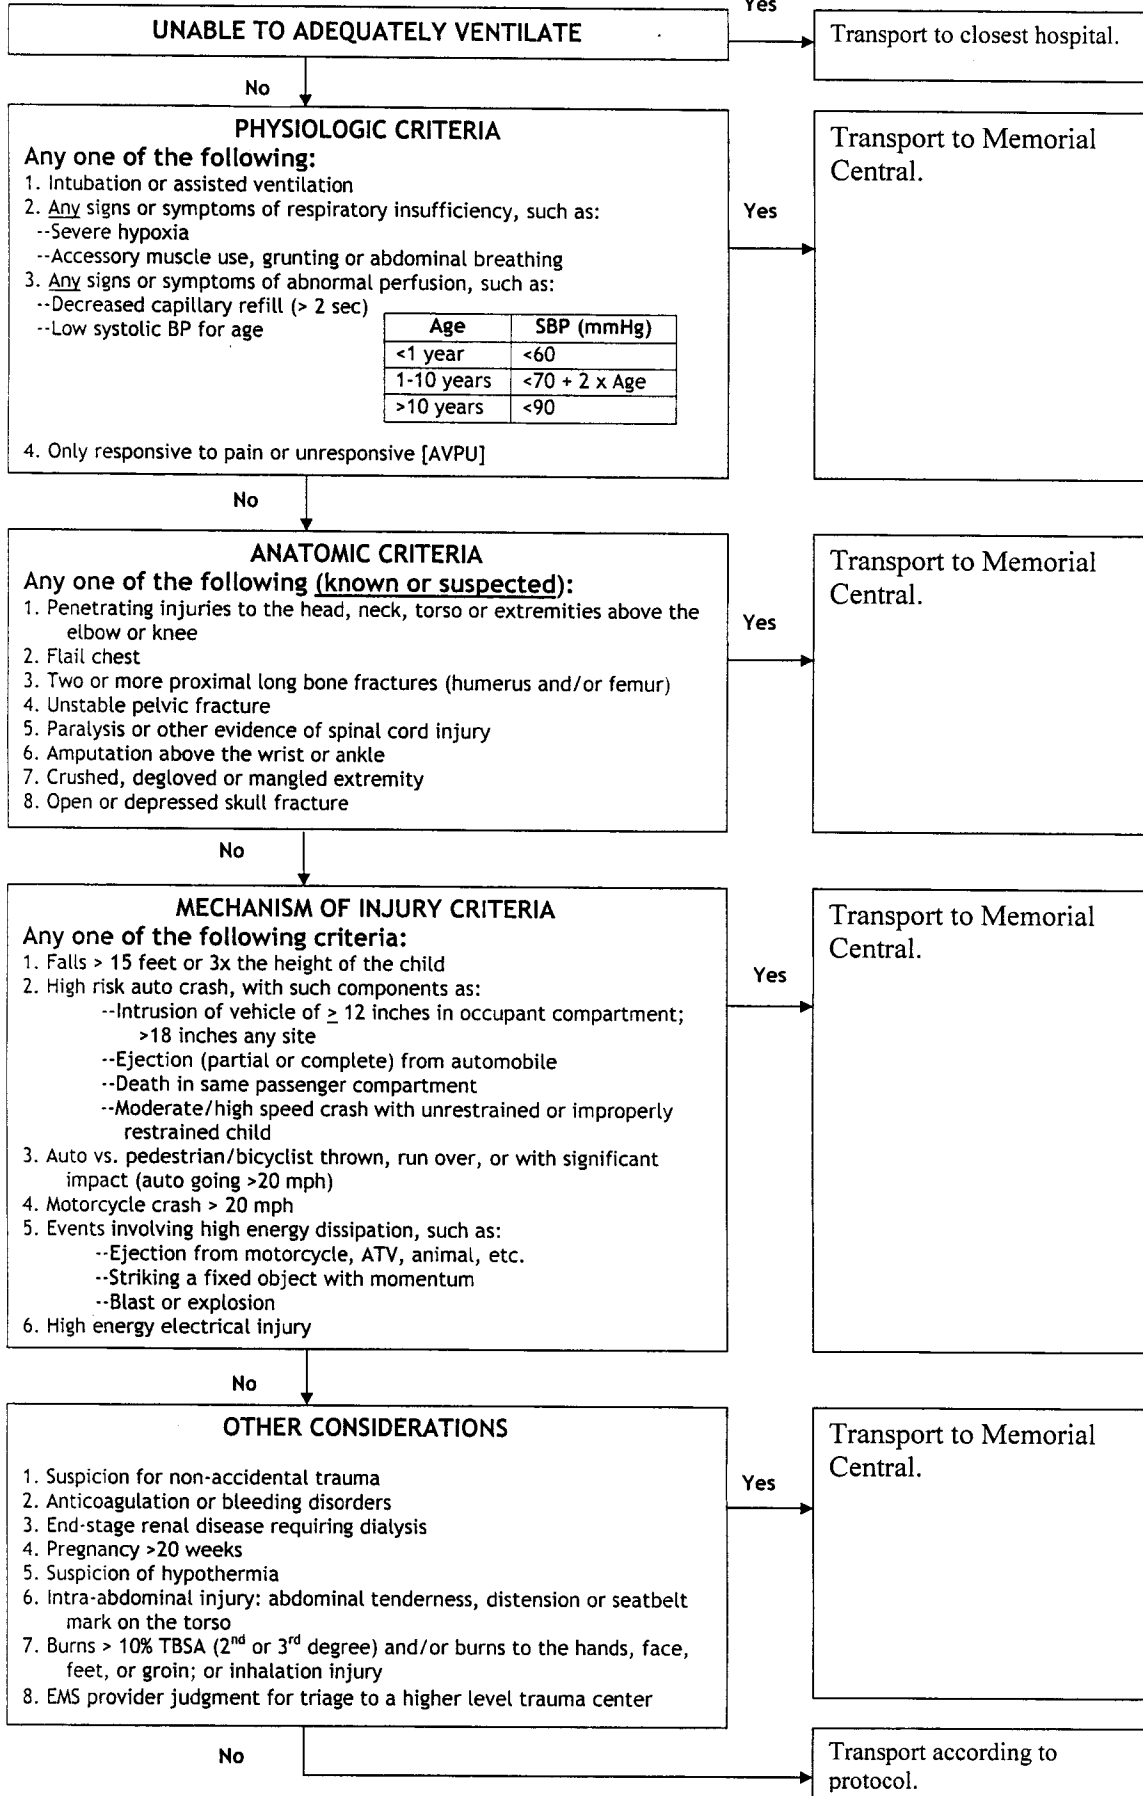 Yes
UNABLE TO ADEQUATELY VENTILATE
Transport to closest hospital.
No
PHYSIOLOGIC CRITERIA
Any one of the following:
1. Intubation or assisted ventilation
2. Any signs or symptoms of respiratory insufficiency, such as:
--Severe hypoxia
--Accessory muscle use, grunting or abdominal breathing
3. Any signs or symptoms of abnormal perfusion, such as:
--Decreased capillary refill (> 2 sec)
--Low systolic BP for age
Age SBP (mmHg)
<1 year <60
1-10 years <70 + 2 x Age
>10 years <90
4. Only responsive to pain or unresponsive [AVPU]
Yes
Transport to Memorial
Central.
No
ANATOMIC CRITERIA
Any one of the following (known or suspected):
1. Penetrating injuries to the head, neck, torso or extremities above the
elbow or knee
2. Flail chest
3. Two or more proximal long bone fractures (humerus and/or femur)
4. Unstable pelvic fracture
5. Paralysis or other evidence of spinal cord injury
6. Amputation above the wrist or ankle
7. Crushed, degloved or mangled extremity
8. Open or depressed skull fracture
Yes
Transport to Memorial
Central.
No
MECHANISM OF INJURY CRITERIA
Any one of the following criteria:
1. Falls > 15 feet or 3x the height of the child
2. High risk auto crash, with such components as:
--Intrusion of vehicle of ≥ 12 inches in occupant compartment;
>18 inches any site
--Ejection (partial or complete) from automobile
--Death in same passenger compartment
--Moderate/high speed crash with unrestrained or improperly
restrained child
3. Auto vs. pedestrian/bicyclist thrown, run over, or with significant
impact (auto going >20 mph)
4. Motorcycle crash > 20 mph
5. Events involving high energy dissipation, such as:
--Ejection from motorcycle, ATV, animal, etc.
--Striking a fixed object with momentum
--Blast or explosion
6. High energy electrical injury
Yes
Transport to Memorial
Central.
No
OTHER CONSIDERATIONS
1. Suspicion for non-accidental trauma
2. Anticoagulation or bleeding disorders
3. End-stage renal disease requiring dialysis
4. Pregnancy >20 weeks
5. Suspicion of hypothermia
6. Intra-abdominal injury: abdominal tenderness, distension or seatbelt
mark on the torso
7. Burns > 10% TBSA (2nd or 3rd degree) and/or burns to the hands, face,
feet, or groin; or inhalation injury
8. EMS provider judgment for triage to a higher level trauma center
Yes
Transport to Memorial
Central.
No
Transport according to
protocol.